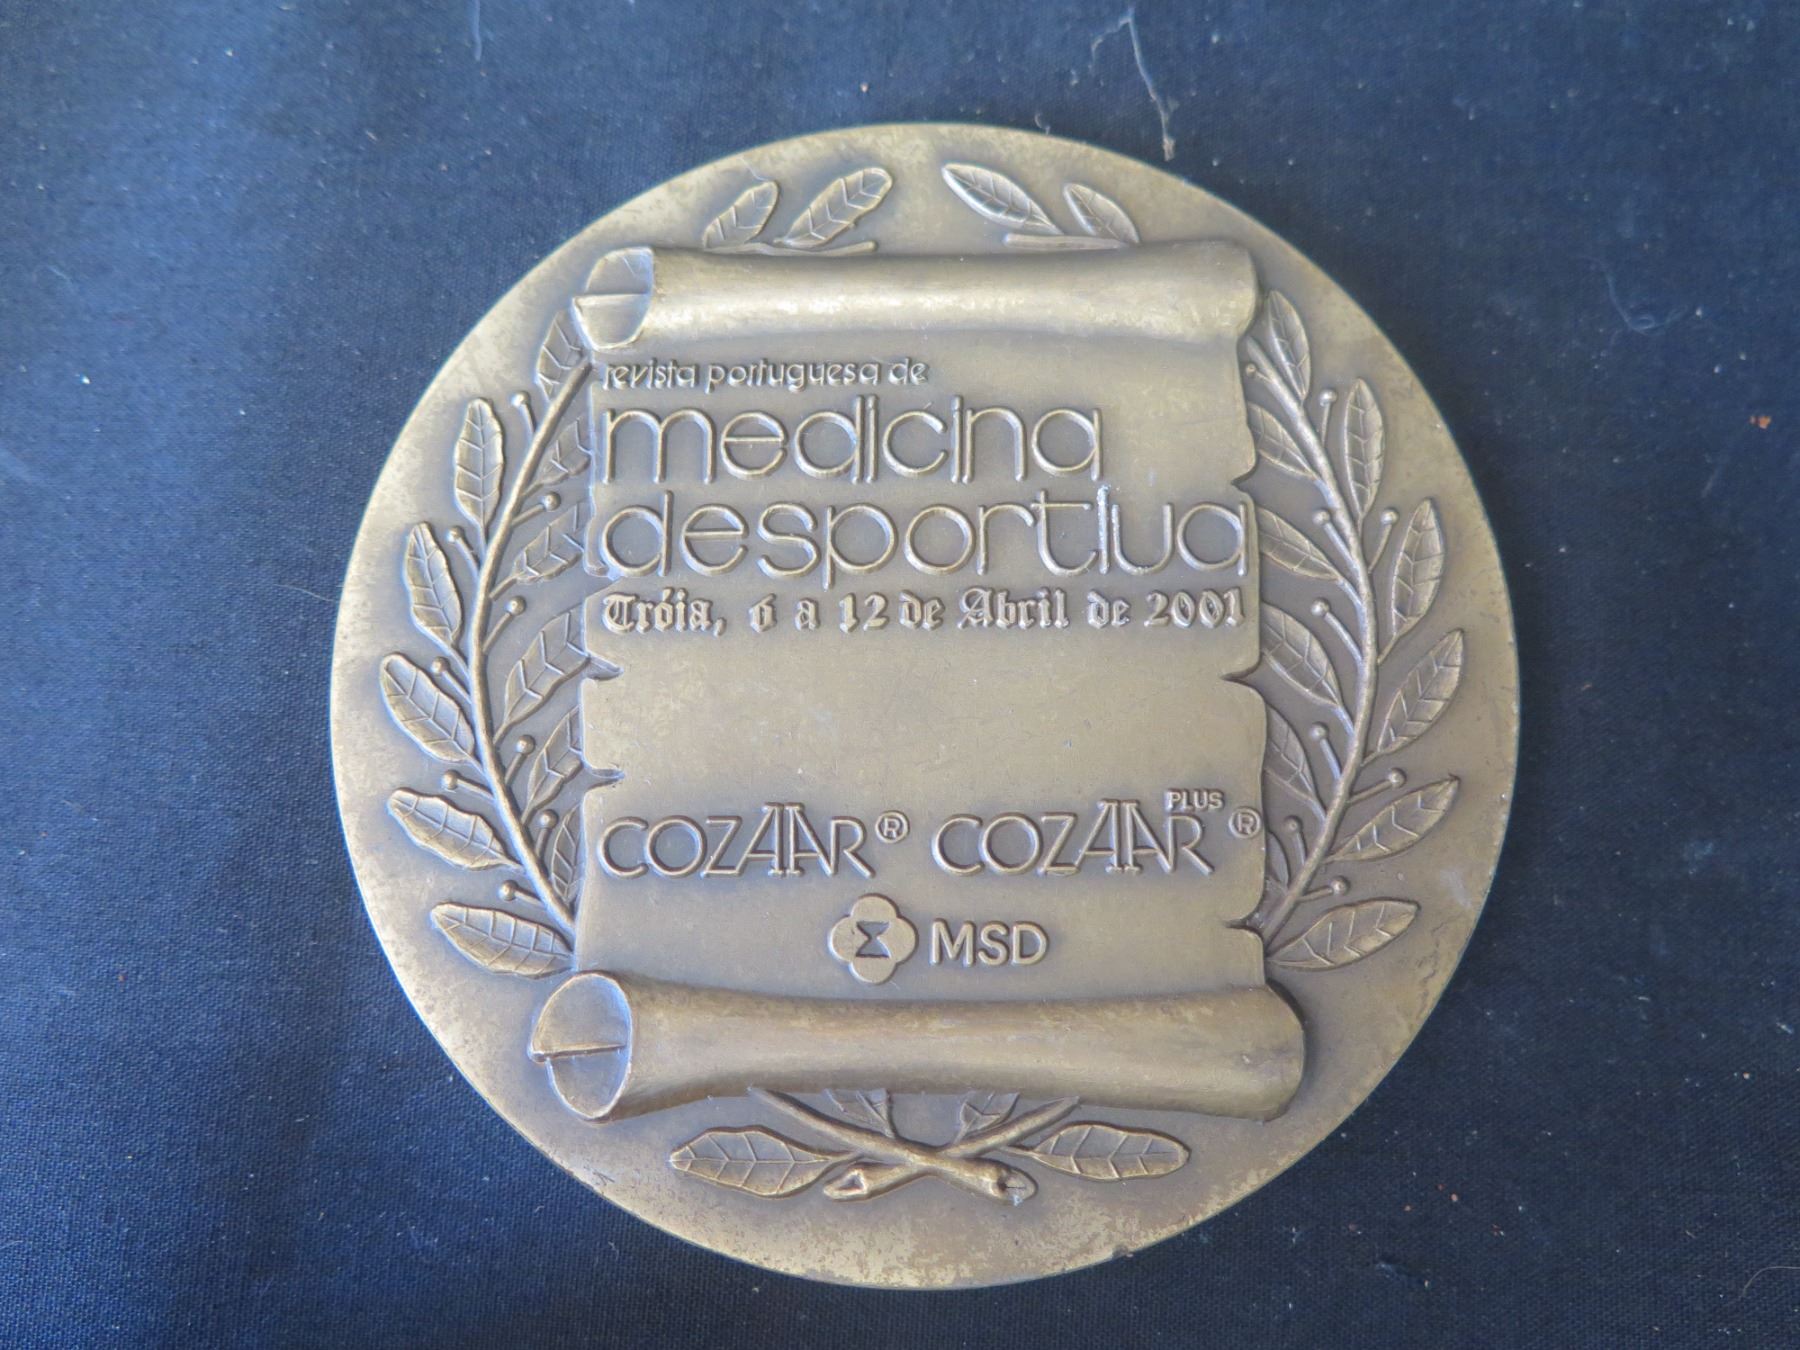 revista portuguesa de
medicina
desportiva
Tróia, 6 a 12 de Abril de 2001
COZAAR® COZAAR PLUS®
MSD